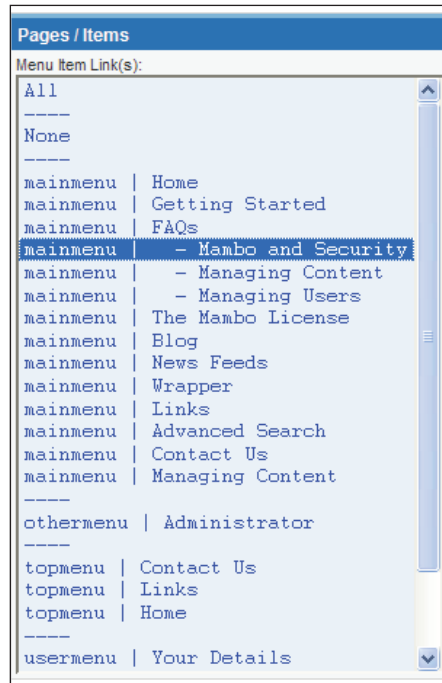 Pages / Items
Menu Item Link(s):
All
----
None
----
mainmenu | Home
mainmenu | Getting Started
mainmenu | FAQs
mainmenu |   - Mambo and Security
mainmenu |   - Managing Content
mainmenu |   - Managing Users
mainmenu | The Mambo License
mainmenu | Blog
mainmenu | News Feeds
mainmenu | Wrapper
mainmenu | Links
mainmenu | Advanced Search
mainmenu | Contact Us
mainmenu | Managing Content
----
othermenu | Administrator
----
topmenu | Contact Us
topmenu | Links
topmenu | Home
----
usermenu | Your Details